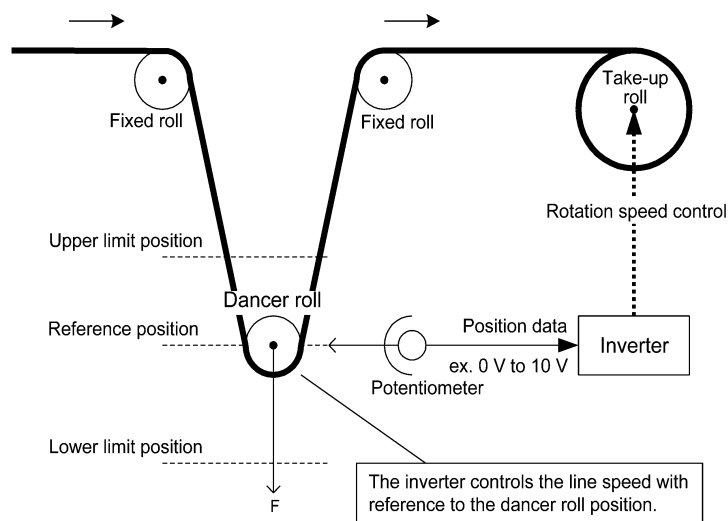 Take-up
roll
Fixed roll
Fixed roll
Rotation speed control
Upper limit position
Dancer roll
Reference position
Position data
ex. 0 V to 10 V
Inverter
Potentiometer
Lower limit position
F
The inverter controls the line speed with
reference to the dancer roll position.